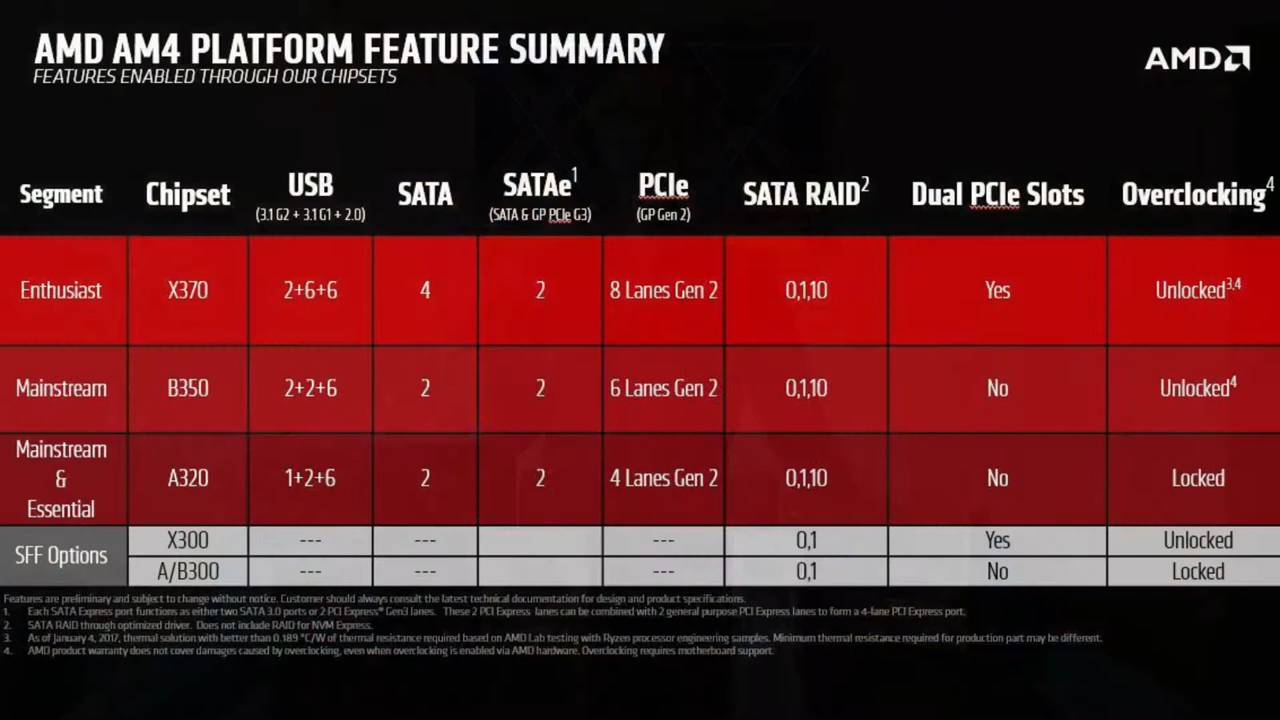 AMD AM4 PLATFORM FEATURE SUMMARY
FEATURES ENABLED THROUGH OUR CHIPSETS
AMD
Segment Chipset USB (3.1 G2 + 3.1 G1 + 2.0) SATA SATAe1 (SATA & GP PCIe G3) PCIe (GP Gen 2) SATA RAID2 Dual PCIe Slots Overclocking4
Enthusiast X370 2+6+6 4 2 8 Lanes Gen 2 0,1,10 Yes Unlocked3,4
Mainstream B350 2+2+6 2 2 6 Lanes Gen 2 0,1,10 No Unlocked4
Mainstream & Essential A320 1+2+6 2 2 4 Lanes Gen 2 0,1,10 No Locked
SFF Options X300 --- --- --- 0,1 Yes Unlocked
A/B300 --- --- --- 0,1 No Locked
Features are preliminary and subject to change without notice. Customer should always consult the latest technical documentation for design and product specifications.
1. Each SATA Express port functions as either two SATA 3.0 ports or 2 PCI Express® Gen3 lanes. These 2 PCI Express lanes can be combined with 2 general purpose PCI Express lanes to form a 4-lane PCI Express port.
2. SATA RAID through optimized driver. Does not include RAID for NVM Express.
3. As of January 4, 2017, thermal solution with better than 0.189 °C/W of thermal resistance required based on AMD Lab testing with Ryzen processor engineering samples. Minimum thermal resistance required for production part may be different.
4. AMD product warranty does not cover damages caused by overclocking, even when overclocking is enabled via AMD hardware. Overclocking requires motherboard support.